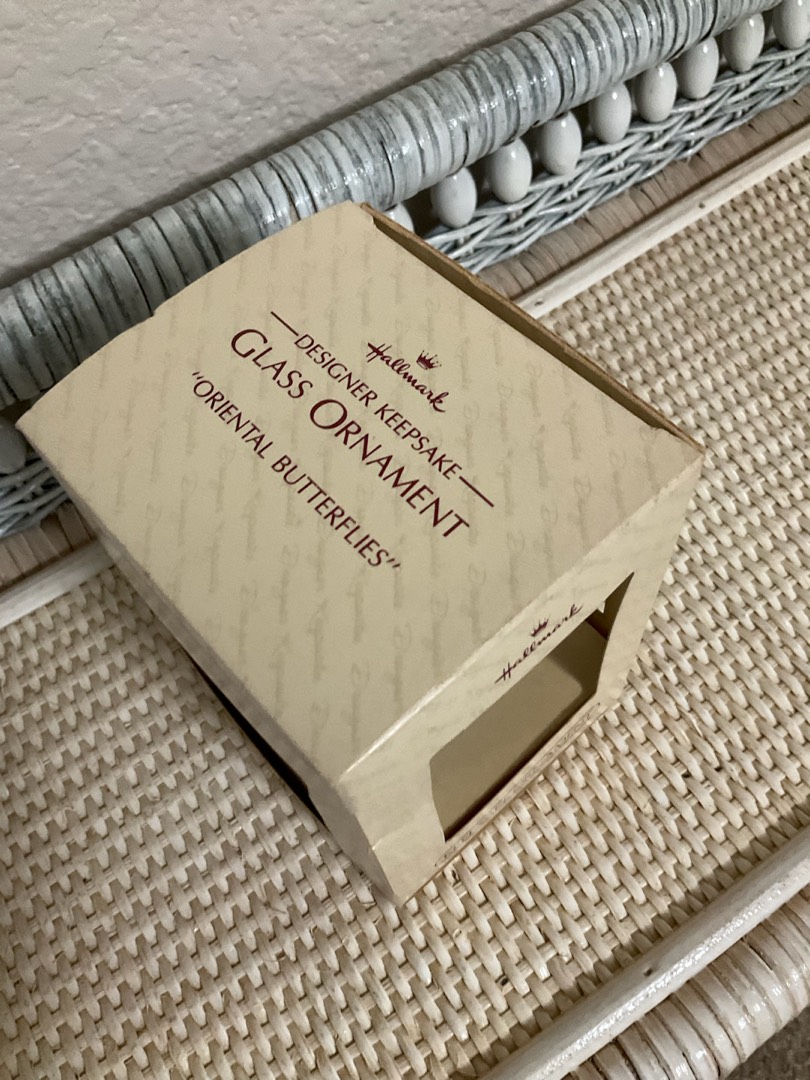 Hallmark
DESIGNER KEEPSAKE
GLASS ORNAMENT
"ORIENTAL BUTTERFLIES"
Hallmark